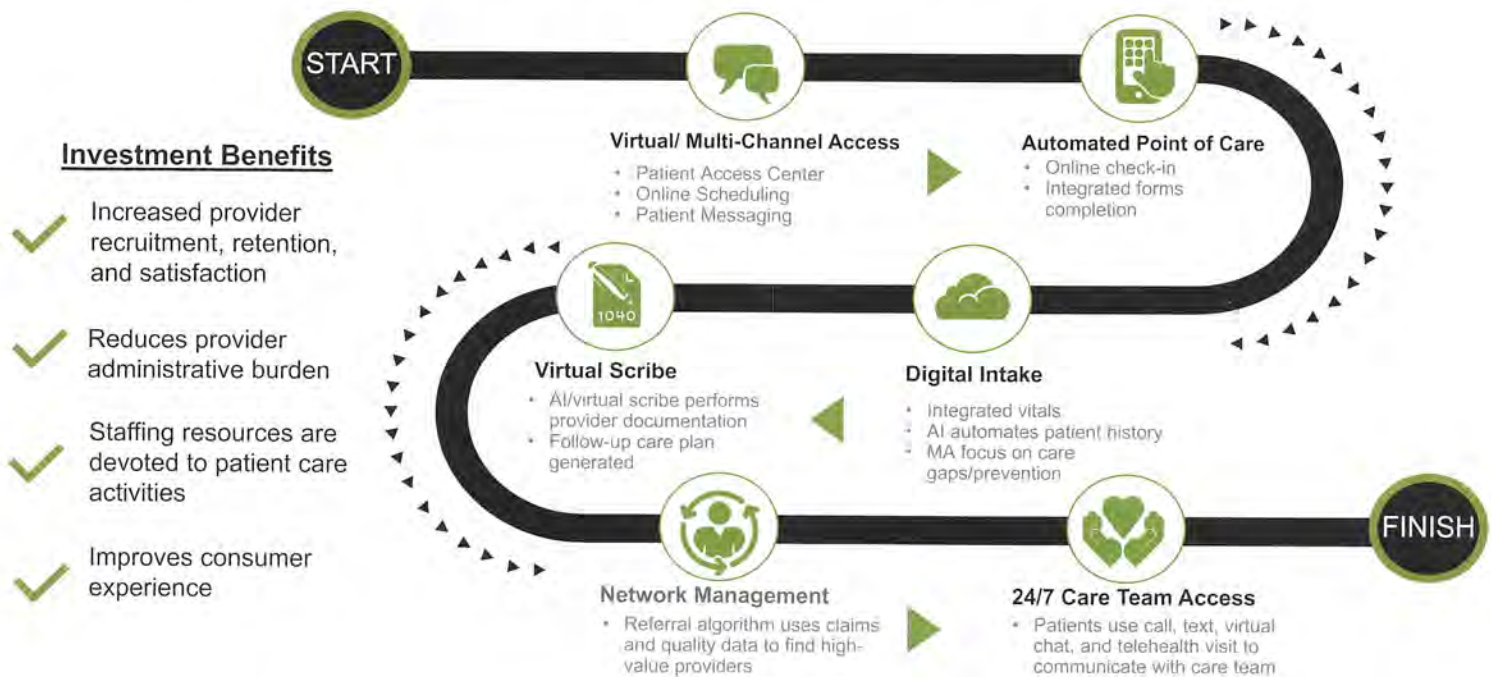 START
Virtual/ Multi-Channel Access
• Patient Access Center
• Online Scheduling
• Patient Messaging
Automated Point of Care
• Online check-in
• Integrated forms
completion
Investment Benefits
Increased provider
recruitment, retention,
and satisfaction
Reduces provider
administrative burden
Staffing resources are
devoted to patient care
activities
Improves consumer
experience
Digital Intake
• Integrated vitals
• AI automates patient history
• MA focus on care
gaps/prevention
1040
Virtual Scribe
• AI/virtual scribe performs
provider documentation
• Follow-up care plan
generated
Network Management
• Referral algorithm uses claims
and quality data to find high-
value providers
24/7 Care Team Access
• Patients use call, text, virtual
chat, and telehealth visit to
communicate with care team
FINISH